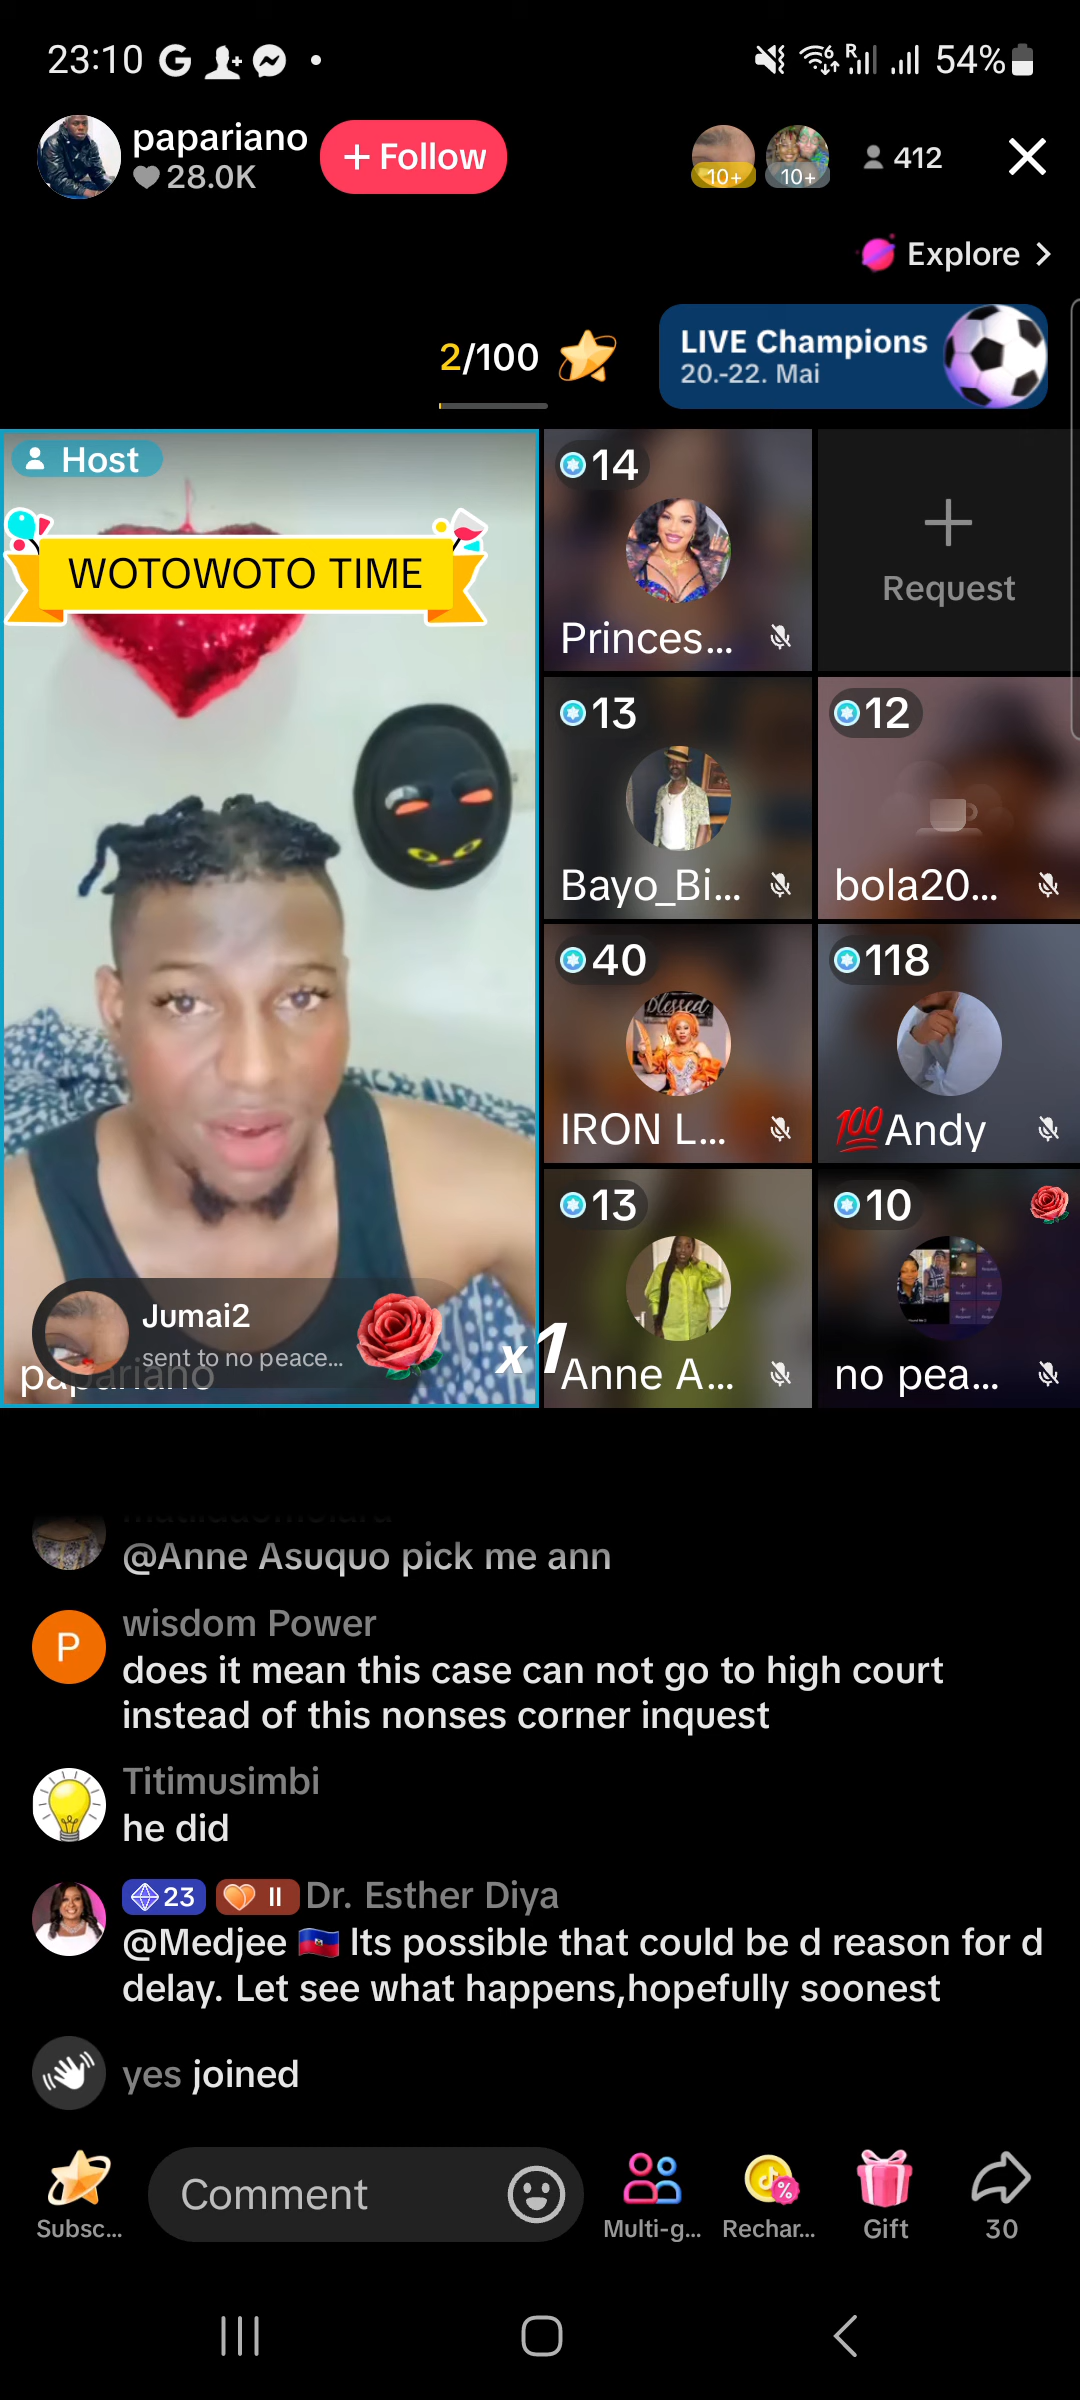 23:10
54%
papariano
28.0K
+ Follow
10+
10+
412
Explore
2/100
LIVE Champions
20.-22. Mai
Host
WOTOWOTO TIME
14
Princes...
Request
13
Bayo_Bi...
12
bola20...
40
Blessed
IRON L...
118
💯Andy
13
Anne A...
10
no pea...
Jumai2
sent to no peace...
x1
papariano
@Anne Asuquo pick me ann
P
wisdom Power
does it mean this case can not go to high court
instead of this nonses corner inquest
Titimusimbi
he did
23 II Dr. Esther Diya
@Medjee 🇭🇹 Its possible that could be d reason for d
delay. Let see what happens,hopefully soonest
yes joined
Subsc...
Comment
Multi-g...
Rechar...
Gift
30